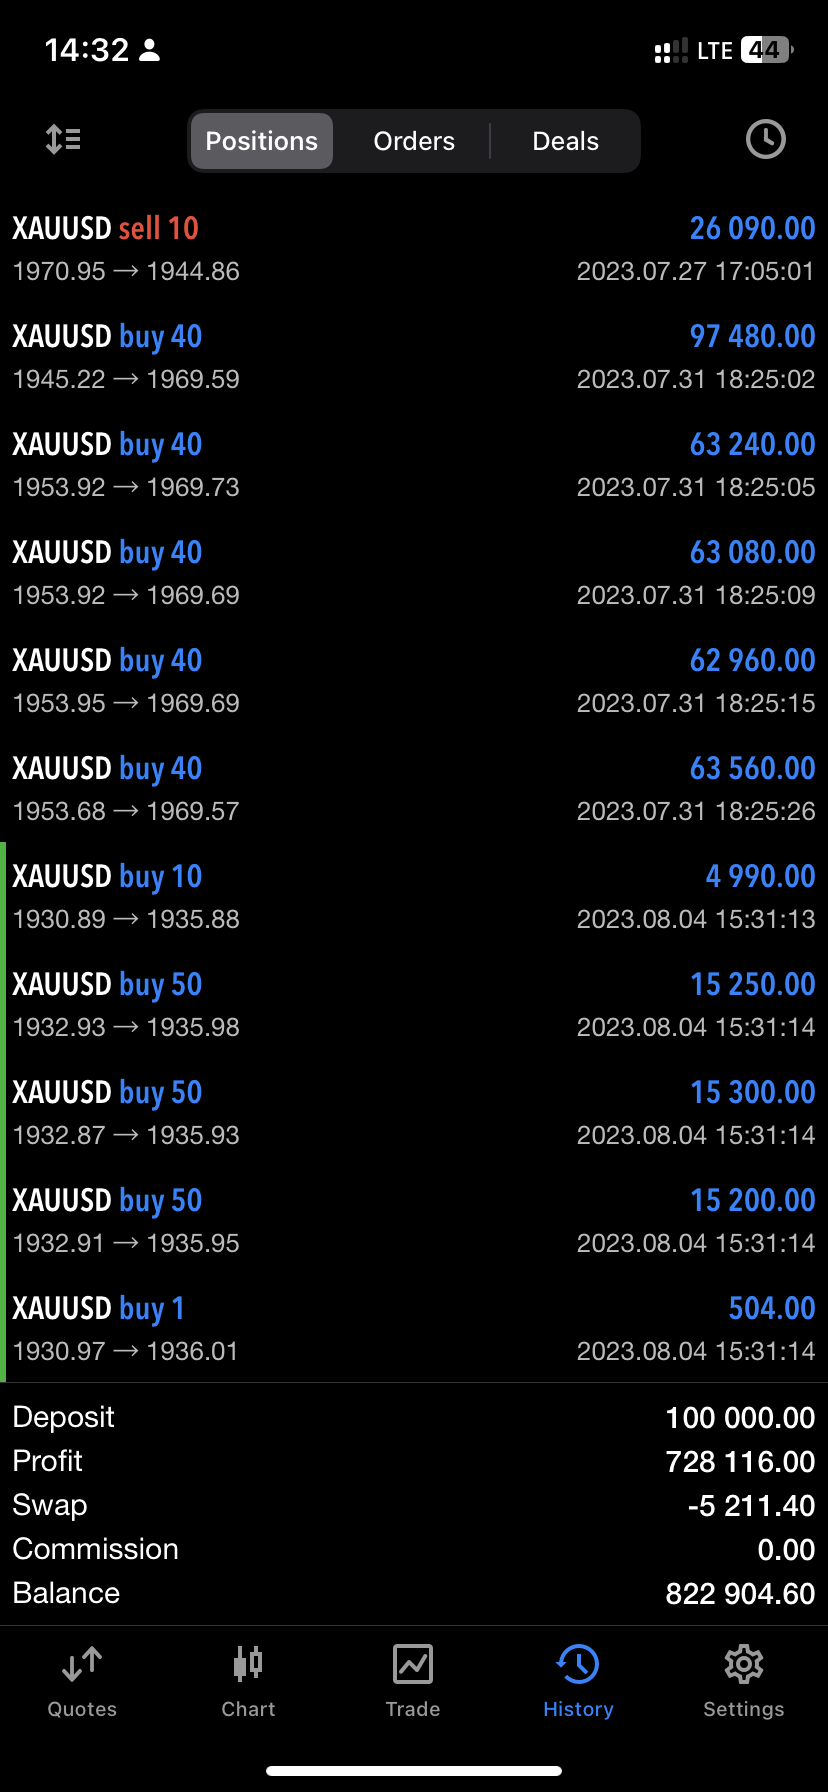 14:32 LTE 44
Positions Orders Deals
XAUUSD sell 10 26 090.00
1970.95 → 1944.86 2023.07.27 17:05:01
XAUUSD buy 40 97 480.00
1945.22 → 1969.59 2023.07.31 18:25:02
XAUUSD buy 40 63 240.00
1953.92 → 1969.73 2023.07.31 18:25:05
XAUUSD buy 40 63 080.00
1953.92 → 1969.69 2023.07.31 18:25:09
XAUUSD buy 40 62 960.00
1953.95 → 1969.69 2023.07.31 18:25:15
XAUUSD buy 40 63 560.00
1953.68 → 1969.57 2023.07.31 18:25:26
XAUUSD buy 10 4 990.00
1930.89 → 1935.88 2023.08.04 15:31:13
XAUUSD buy 50 15 250.00
1932.93 → 1935.98 2023.08.04 15:31:14
XAUUSD buy 50 15 300.00
1932.87 → 1935.93 2023.08.04 15:31:14
XAUUSD buy 50 15 200.00
1932.91 → 1935.95 2023.08.04 15:31:14
XAUUSD buy 1 504.00
1930.97 → 1936.01 2023.08.04 15:31:14
Deposit 100 000.00
Profit 728 116.00
Swap -5 211.40
Commission 0.00
Balance 822 904.60
Quotes Chart Trade History Settings